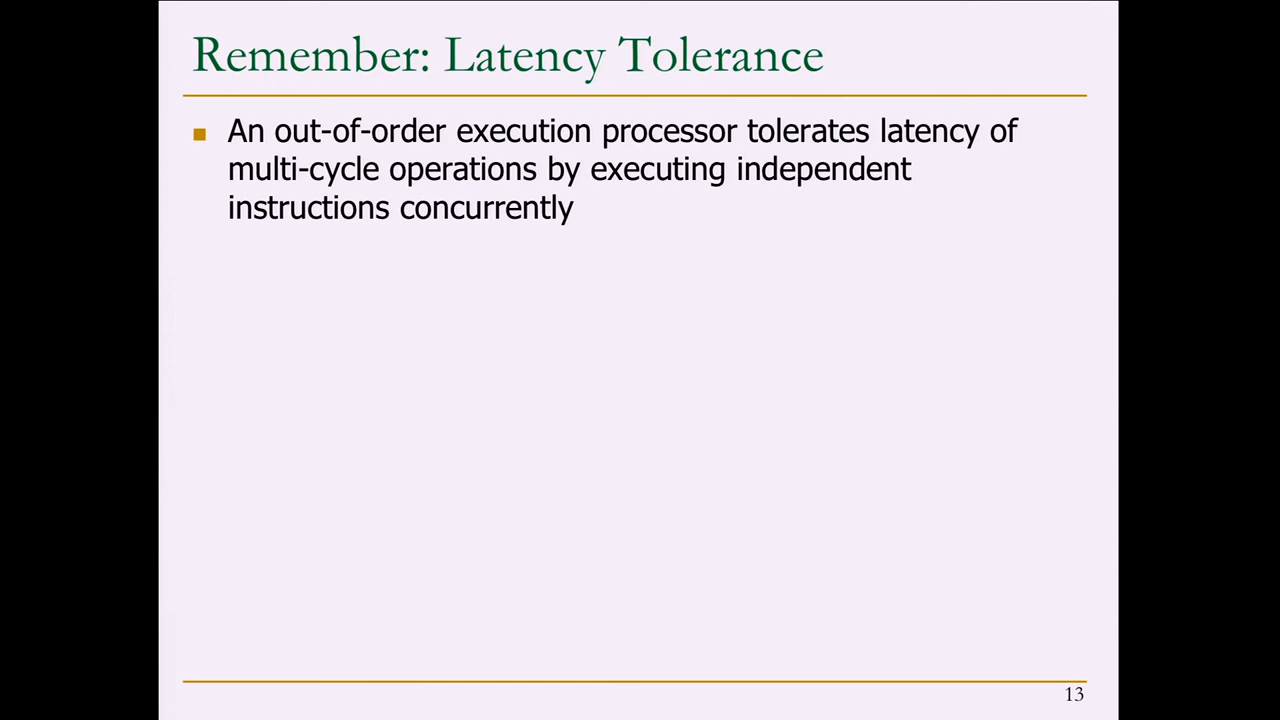 Remember: Latency Tolerance
An out-of-order execution processor tolerates latency of
multi-cycle operations by executing independent
instructions concurrently
13